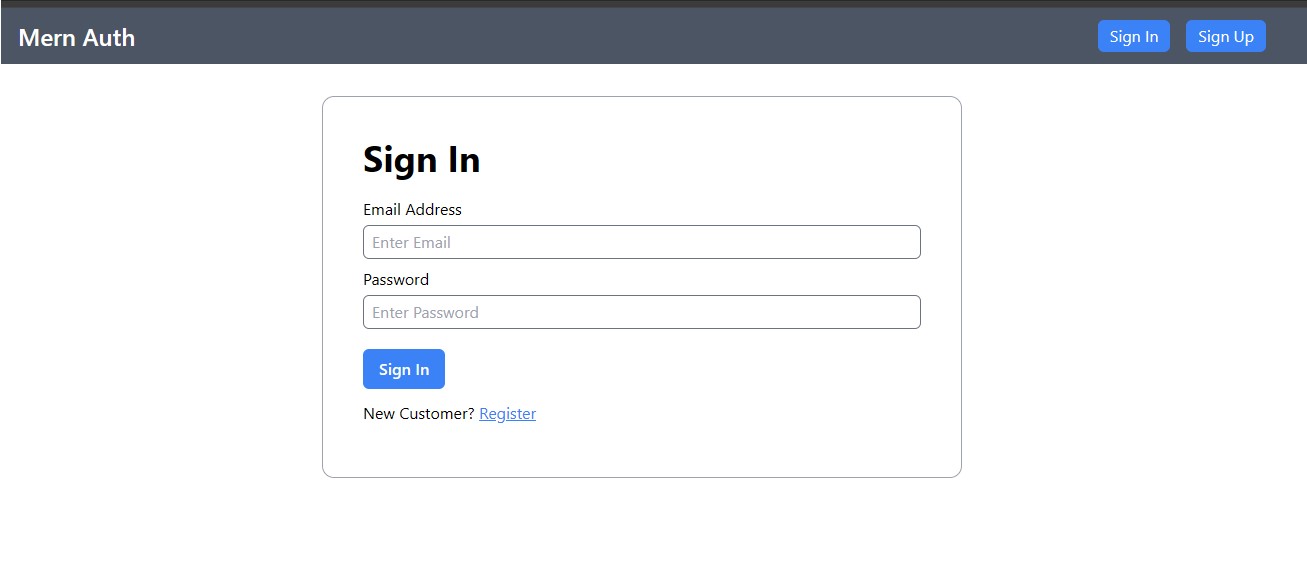 Mern Auth
Sign In
Sign Up
Sign In
Email Address
Enter Email
Password
Enter Password
Sign In
New Customer? Register